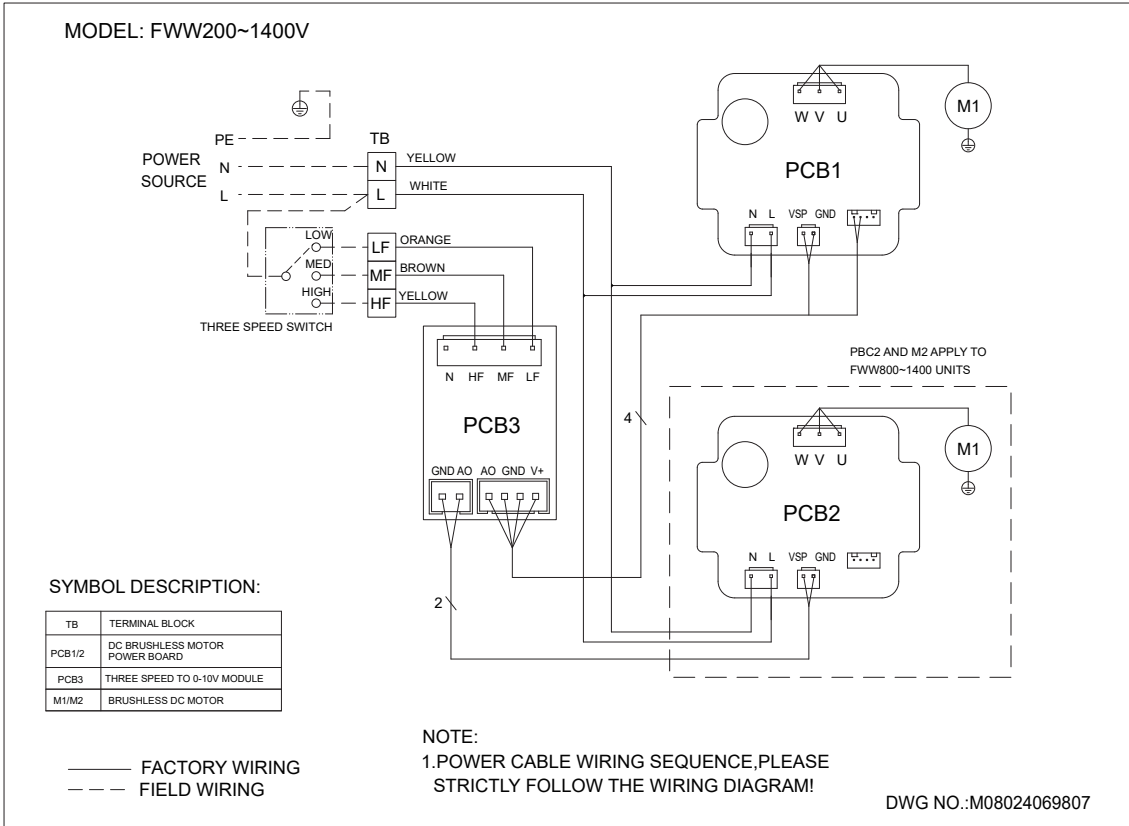 MODEL: FWW200~1400V
PE
POWER
SOURCE
N
L
TB
N
YELLOW
L
WHITE
LOW
MED
HIGH
THREE SPEED SWITCH
LF
ORANGE
MF
BROWN
HF
YELLOW
N HF MF LF
PCB3
GND AO AO GND V+
4
2
W V U
M1
PCB1
N L VSP GND
PBC2 AND M2 APPLY TO
FWW800~1400 UNITS
W V U
M1
PCB2
N L VSP GND
SYMBOL DESCRIPTION:
TB TERMINAL BLOCK
PCB1/2 DC BRUSHLESS MOTOR
POWER BOARD
PCB3 THREE SPEED TO 0-10V MODULE
M1/M2 BRUSHLESS DC MOTOR
FACTORY WIRING
FIELD WIRING
NOTE:
1.POWER CABLE WIRING SEQUENCE,PLEASE
STRICTLY FOLLOW THE WIRING DIAGRAM!
DWG NO.:M08024069807